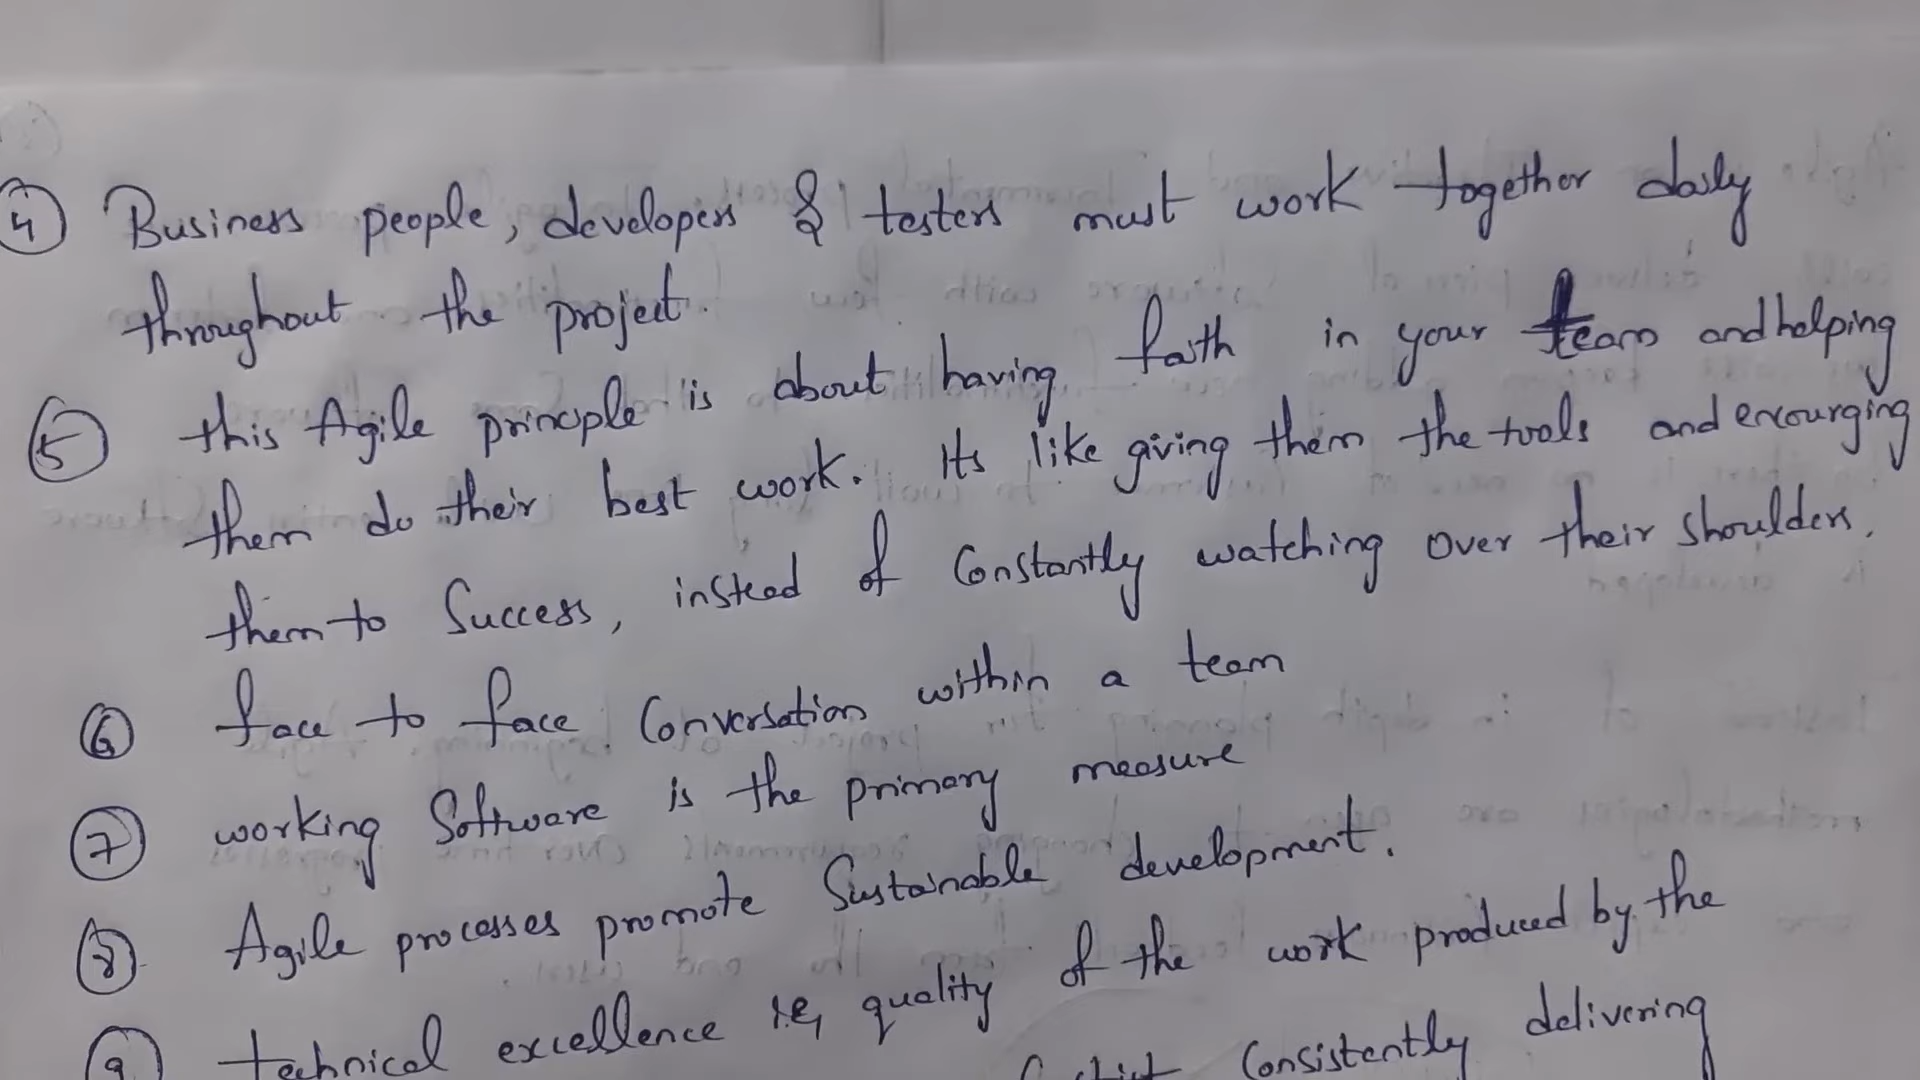 4 Business people, developers & testers must work together daily
throughout the project.
5 this Agile principle is about having faith in your team and helping
them do their best work. Its like giving them the tools and encourging
them to Success, instead of Constantly watching over their shoulders.
6 face to face Conversation within a team
7 working Software is the primary measure
8 Agile processes promote Sustainable development.
9 technical excellence i.e, quality of the work produced by the
Consistently delivering